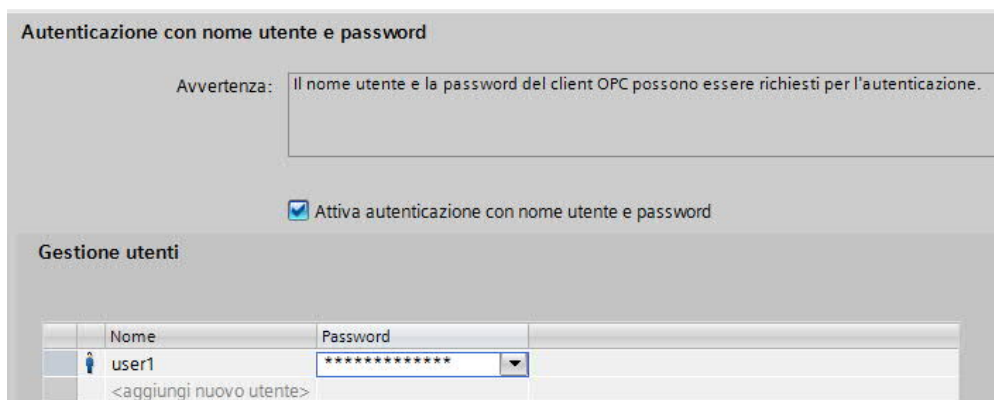 Autenticazione con nome utente e password
Avvertenza: Il nome utente e la password del client OPC possono essere richiesti per l'autenticazione.
Attiva autenticazione con nome utente e password
Gestione utenti
Nome Password
user1 *************
<aggiungi nuovo utente>